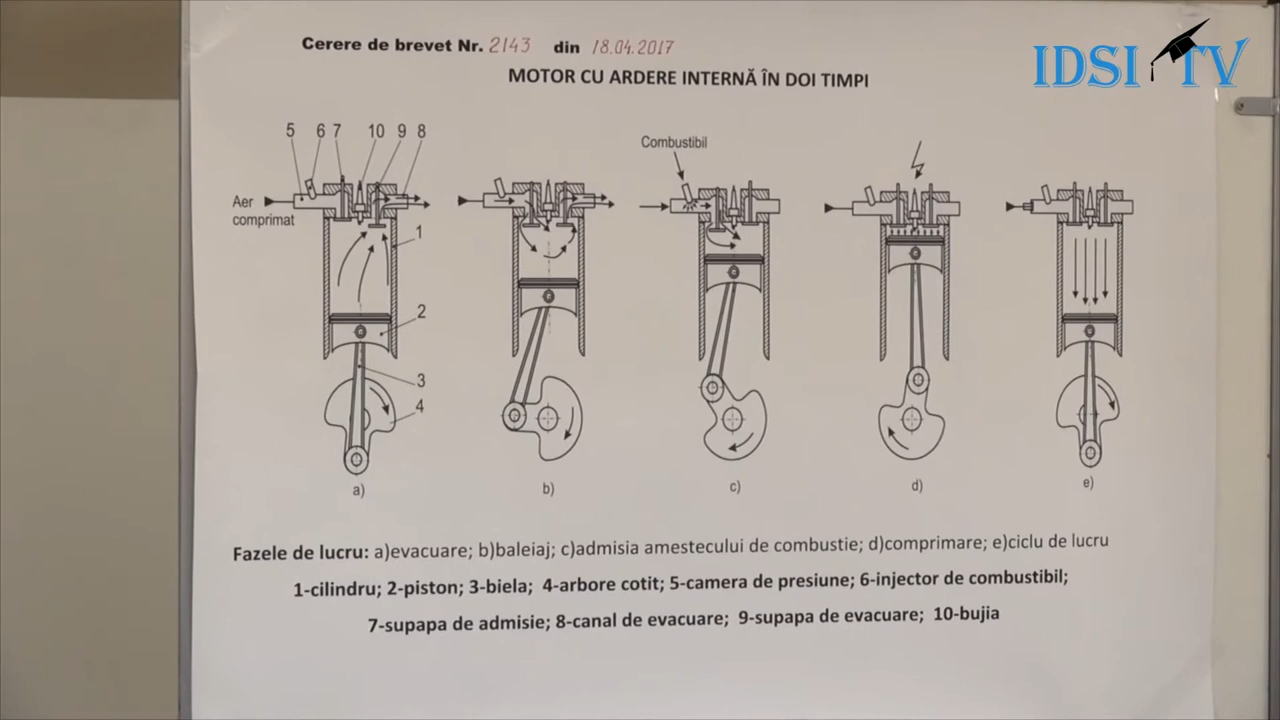 Cerere de brevet Nr. 2143 din 18.04.2017
IDSI TV
MOTOR CU ARDERE INTERNĂ ÎN DOI TIMPI
5 6 7 10 9 8
Combustibil
Aer
comprimat
1
2
3
4
a) b) c) d) e)
Fazele de lucru: a)evacuare; b)baleiaj; c)admisia amestecului de combustie; d)comprimare; e)ciclu de lucru
1-cilindru; 2-piston; 3-biela; 4-arbore cotit; 5-camera de presiune; 6-injector de combustibil;
7-supapa de admisie; 8-canal de evacuare; 9-supapa de evacuare; 10-bujia